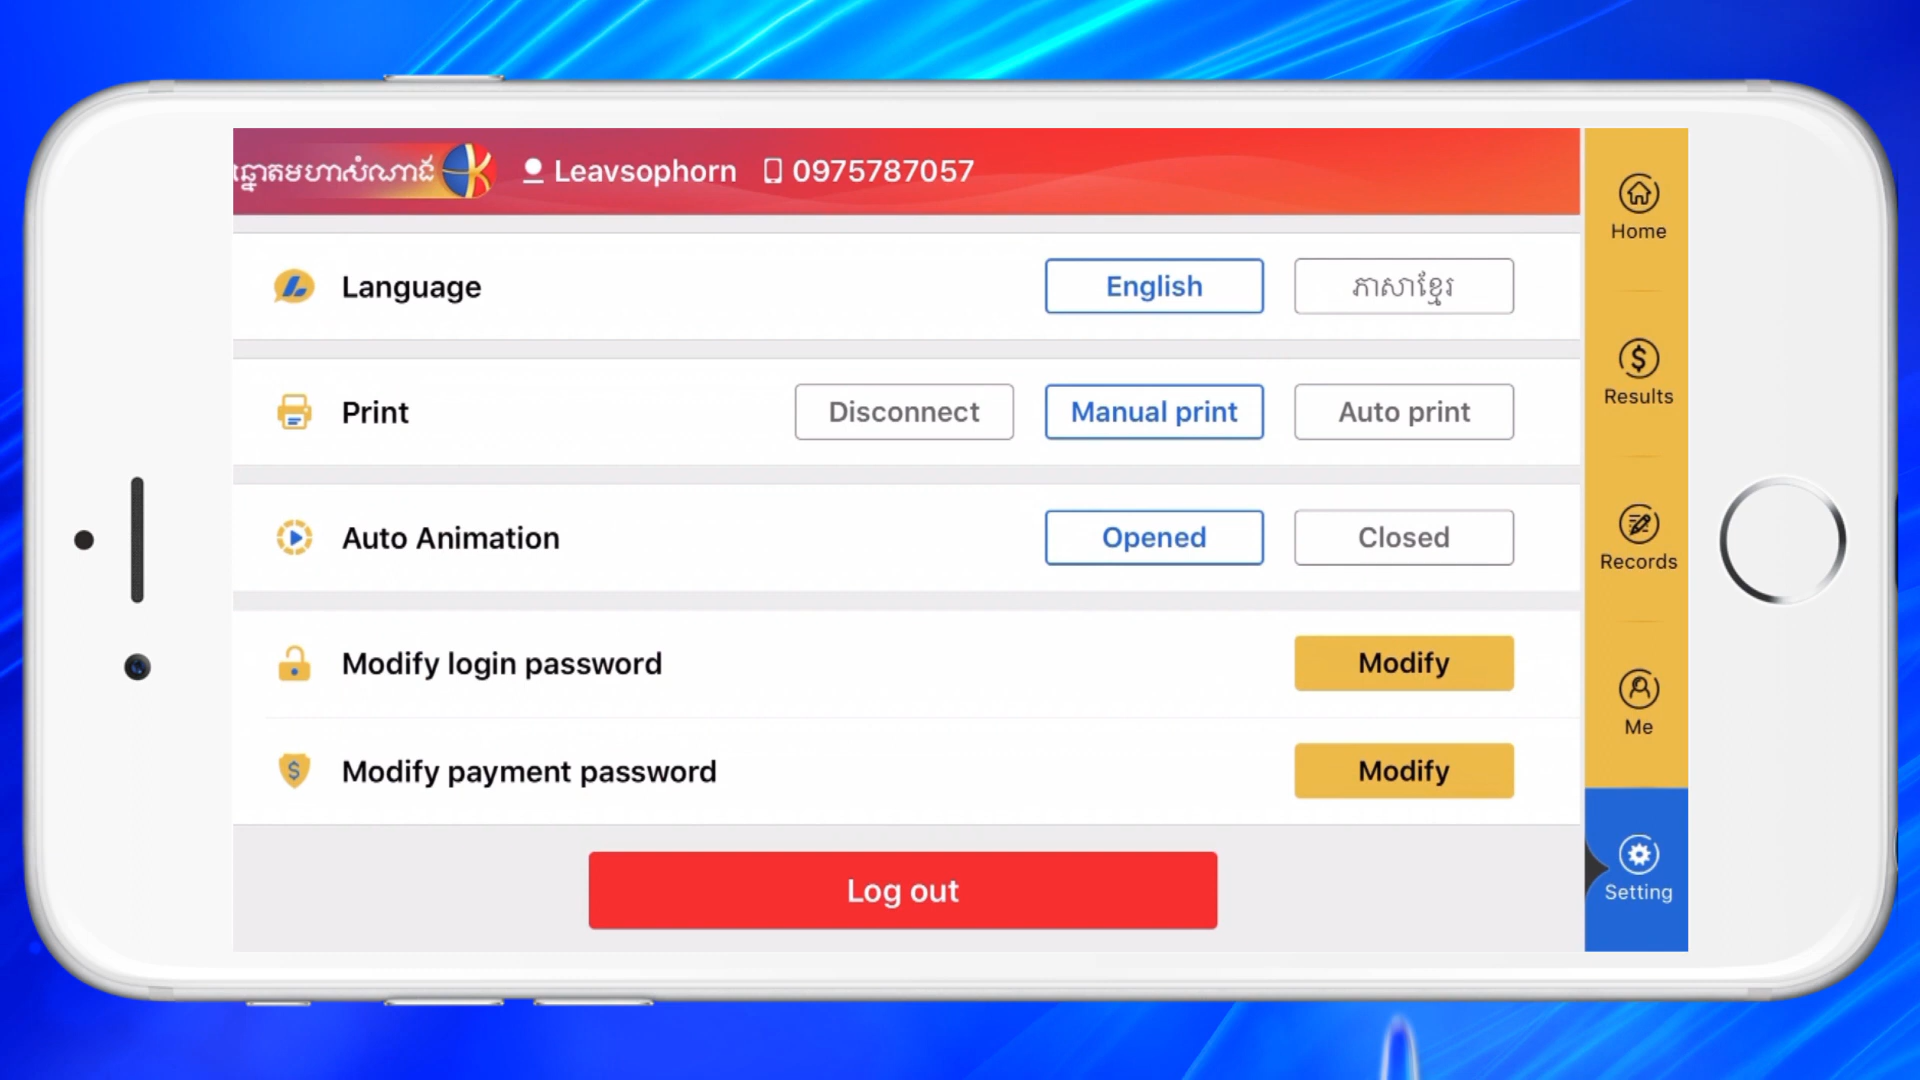 ឆ្នោតមហាសំណាង Leavsophorn 0975787057
Language English ភាសាខ្មែរ
Print Disconnect Manual print Auto print
Auto Animation Opened Closed
Modify login password Modify
Modify payment password Modify
Log out
Home
Results
Records
Me
Setting